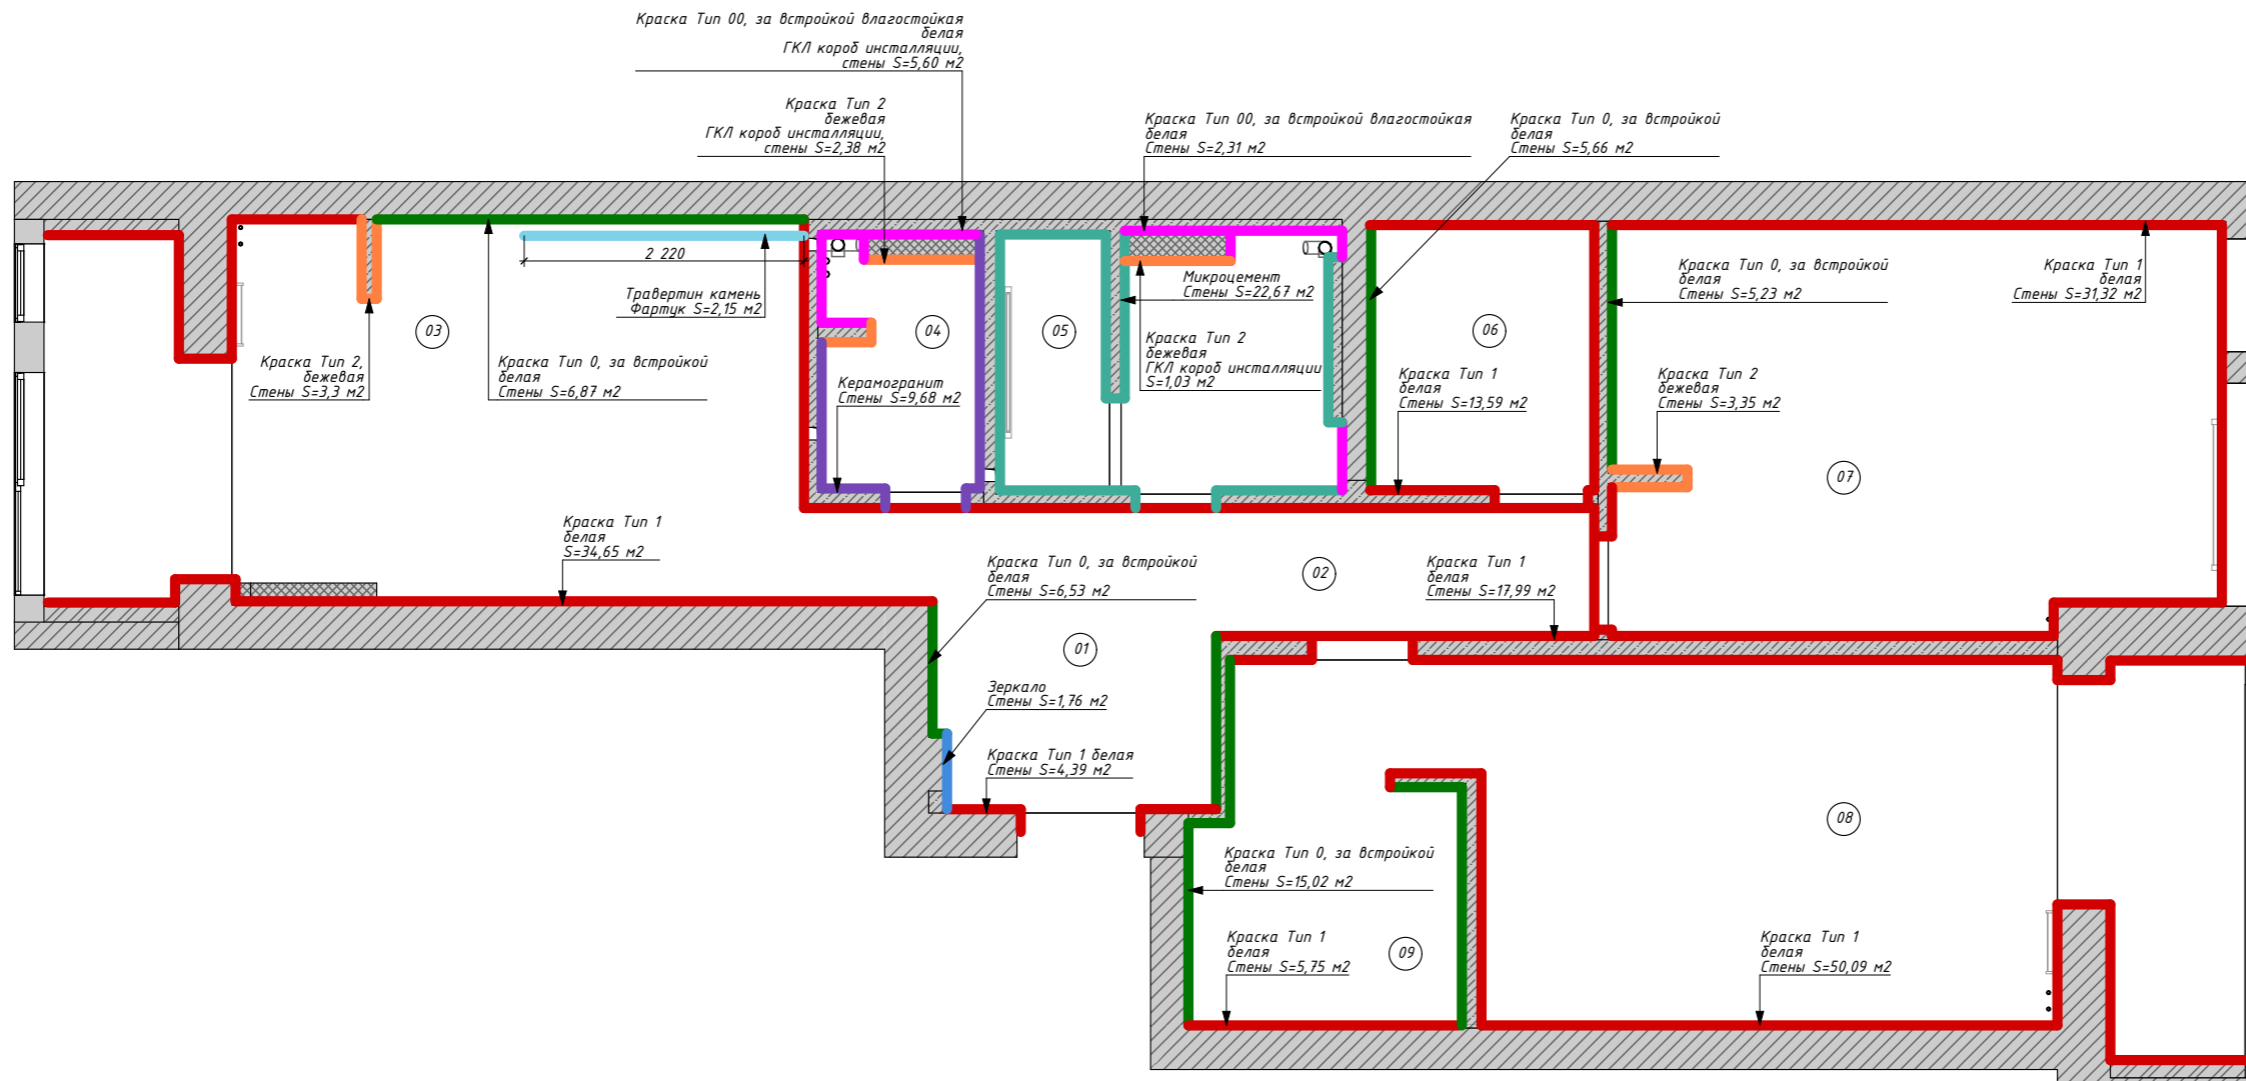 Краска Тип 00, за встройкой влагостойкая
белая
ГКЛ короб инсталляции,
стены S=5,60 м2
Краска Тип 2
бежевая
ГКЛ короб инсталляции,
стены S=2,38 м2
Краска Тип 00, за встройкой влагостойкая
белая
Стены S=2,31 м2
Краска Тип 0, за встройкой
белая
Стены S=5,66 м2
2 220
Травертин камень
Фартук S=2,15 м2
Микроцемент
Стены S=22,67 м2
Краска Тип 0, за встройкой
белая
Стены S=5,23 м2
Краска Тип 1
белая
Стены S=31,32 м2
03
04
05
06
Краска Тип 2,
бежевая
Стены S=3,3 м2
Краска Тип 0, за встройкой
белая
Стены S=6,87 м2
Керамогранит
Стены S=9,68 м2
Краска Тип 2
бежевая
ГКЛ короб инсталляции
S=1,03 м2
Краска Тип 1
белая
Стены S=13,59 м2
Краска Тип 2
бежевая
Стены S=3,35 м2
07
Краска Тип 1
белая
S=34,65 м2
Краска Тип 0, за встройкой
белая
Стены S=6,53 м2
02
Краска Тип 1
белая
Стены S=17,99 м2
01
Зеркало
Стены S=1,76 м2
Краска Тип 1 белая
Стены S=4,39 м2
08
Краска Тип 0, за встройкой
белая
Стены S=15,02 м2
Краска Тип 1
белая
Стены S=5,75 м2
09
Краска Тип 1
белая
Стены S=50,09 м2